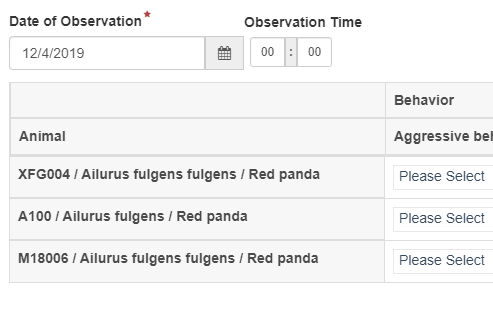 Date of Observation*
Observation Time
12/4/2019
00 : 00
Behavior
Animal
Aggressive
XFG004 / Ailurus fulgens fulgens / Red panda
Please Select
A100 / Ailurus fulgens / Red panda
Please Select
M18006 / Ailurus fulgens fulgens / Red panda
Please Select